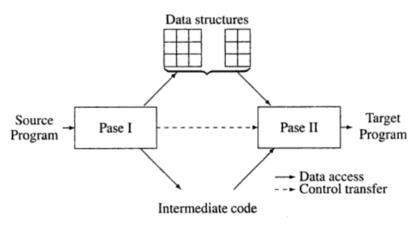 Data structures
Source
Program
Pase I
Pase II
Target
Program
Data access
Control transfer
Intermediate code